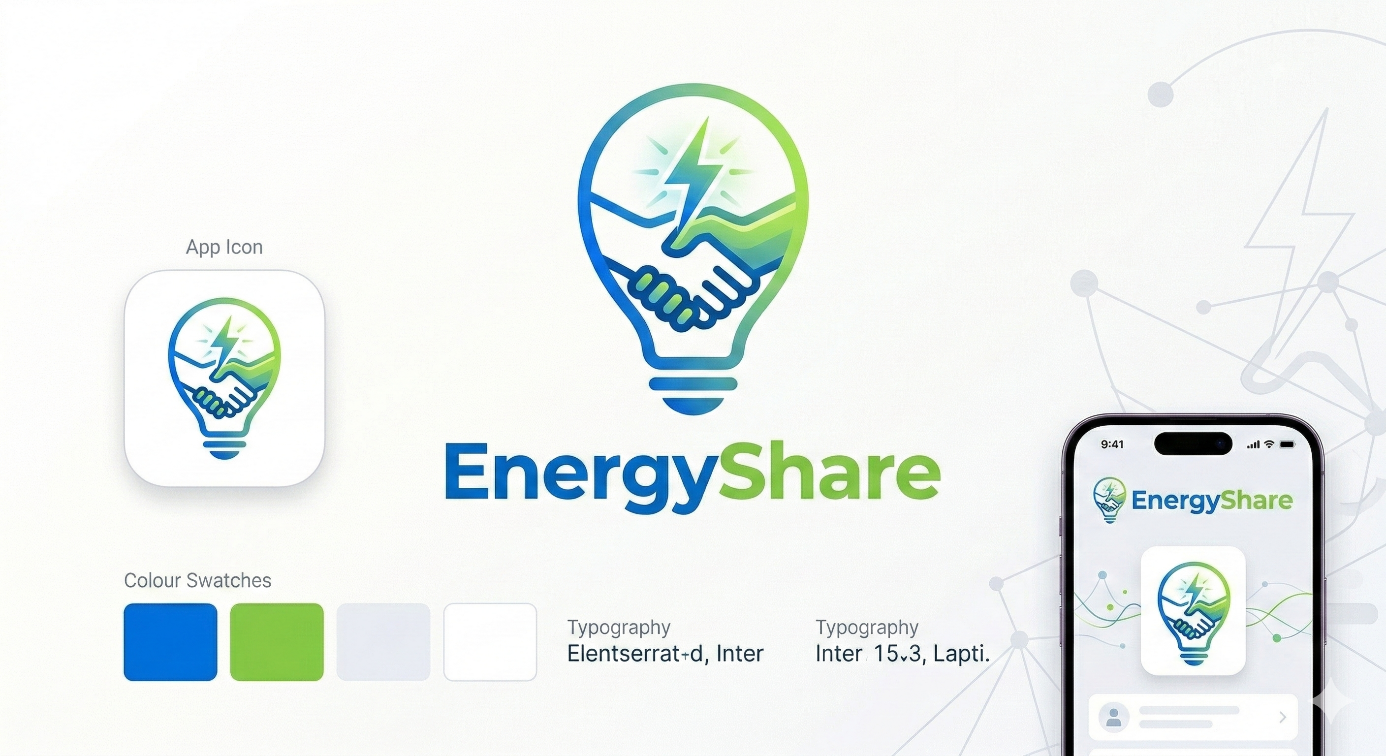 App Icon
EnergyShare
Colour Swatches
Typography
Elentserrat-d, Inter
Typography
Inter 15.3, Lapti.
9:41
EnergyShare